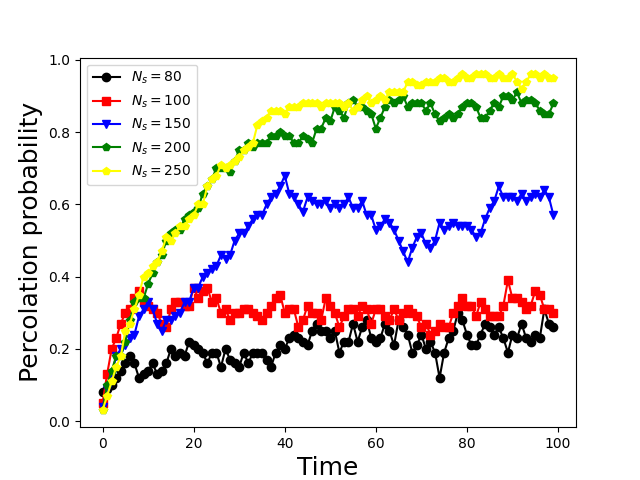 1.0
0.8
0.6
0.4
0.2
0.0
Percolation probability
N_s = 80
N_s = 100
N_s = 150
N_s = 200
N_s = 250
0 20 40 60 80 100
Time